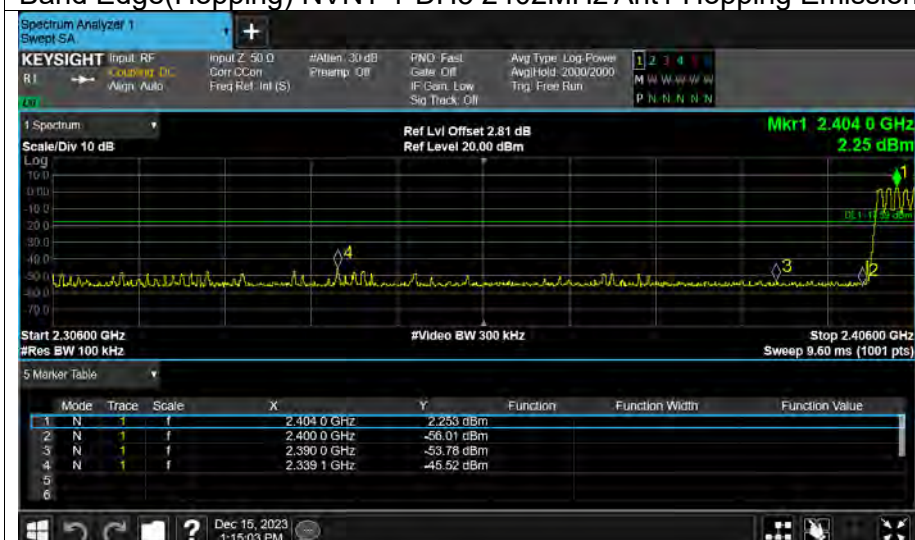 Band Edge(Hopping) NVNT 1-DH5 2402MHz Ant1 Hopping Emission
Spectrum Analyzer 1
Swept SA
+
KEYSIGHT Input: RF Input Z: 50 Ω #Atten: 30 dB PNO: Fast Avg Type: Log-Power 1 2 3 4
R1 Coupling: DC Corr CCorr Preamp: Off Gate: Off Avg|Hold: 2000/2000 M W W W W W
Align: Auto Freq Ref: Int (S) IF Gain: Low Trig: Free Run
Sig Track: Off P N N N N N
1 Spectrum
Ref Lvl Offset 2.81 dB Mkr1 2.404 0 GHz
Scale/Div 10 dB Ref Level 20.00 dBm 2.25 dBm
Log
10.0
0.00
-10.0
-20.0
-30.0
-40.0
-50.0
-60.0
-70.0
1
4
3
2
Start 2.30600 GHz #Video BW 300 kHz Stop 2.40600 GHz
#Res BW 100 kHz Sweep 9.60 ms (1001 pts)
5 Marker Table
Mode Trace Scale X Y Function Function Width Function Value
1 N 1 f 2.404 0 GHz 2.253 dBm
2 N 1 f 2.400 0 GHz -56.01 dBm
3 N 1 f 2.390 0 GHz -53.78 dBm
4 N 1 f 2.339 1 GHz -45.52 dBm
5
6
? Dec 15, 2023
1:15:03 PM